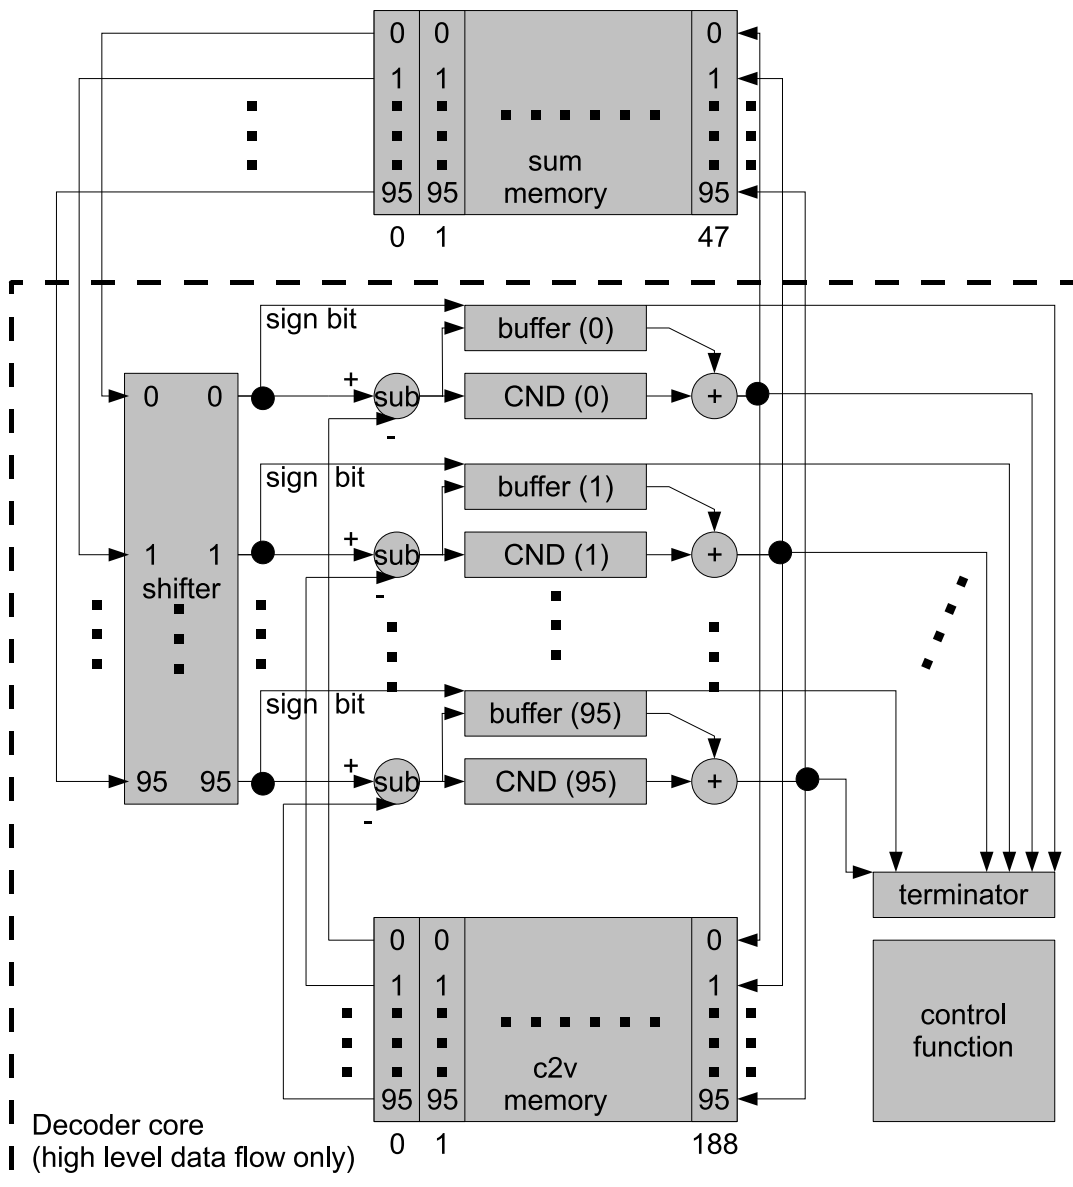 0 0 0
1 1 1
sum
memory
95 95 95
0 1 47
sign bit
buffer (0)
+
0 0 sub CND (0) +
-
sign bit
buffer (1)
+
1 1 sub CND (1) +
shifter
-
sign bit
buffer (95)
+
95 95 sub CND (95) +
-
terminator
0 0 0
1 1 1
control
function
c2v
memory
95 95 95
0 1 188
Decoder core
(high level data flow only)